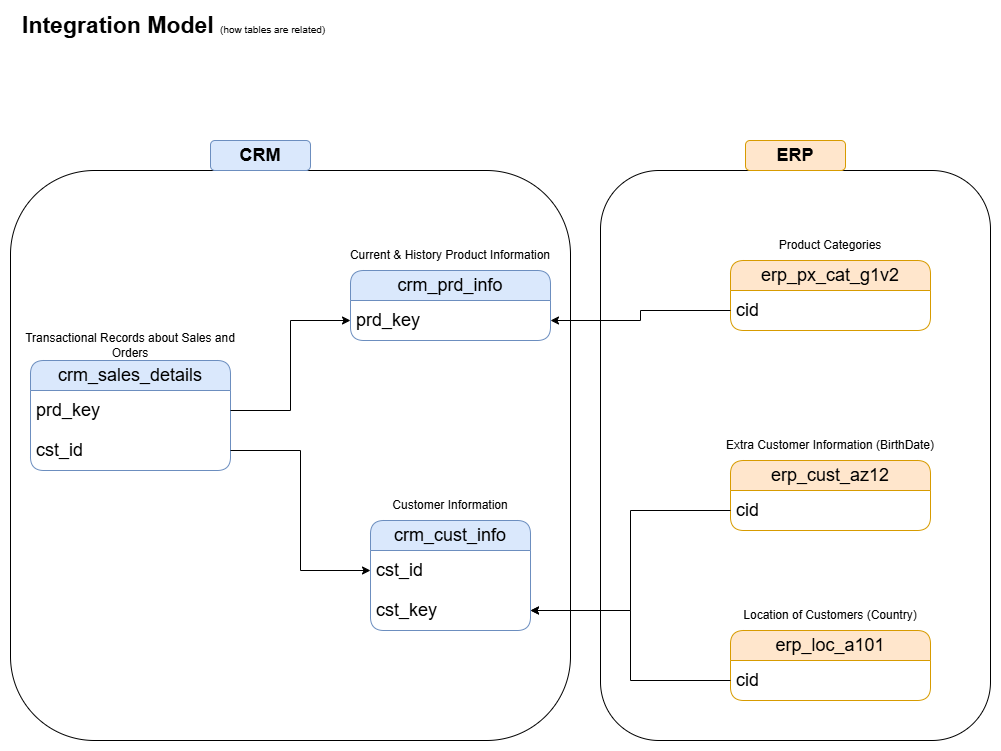 Integration Model (how tables are related)
CRM
ERP
Current & History Product Information
crm_prd_info
prd_key
Transactional Records about Sales and
Orders
crm_sales_details
prd_key
cst_id
Customer Information
crm_cust_info
cst_id
cst_key
Product Categories
erp_px_cat_g1v2
cid
Extra Customer Information (BirthDate)
erp_cust_az12
cid
Location of Customers (Country)
erp_loc_a101
cid